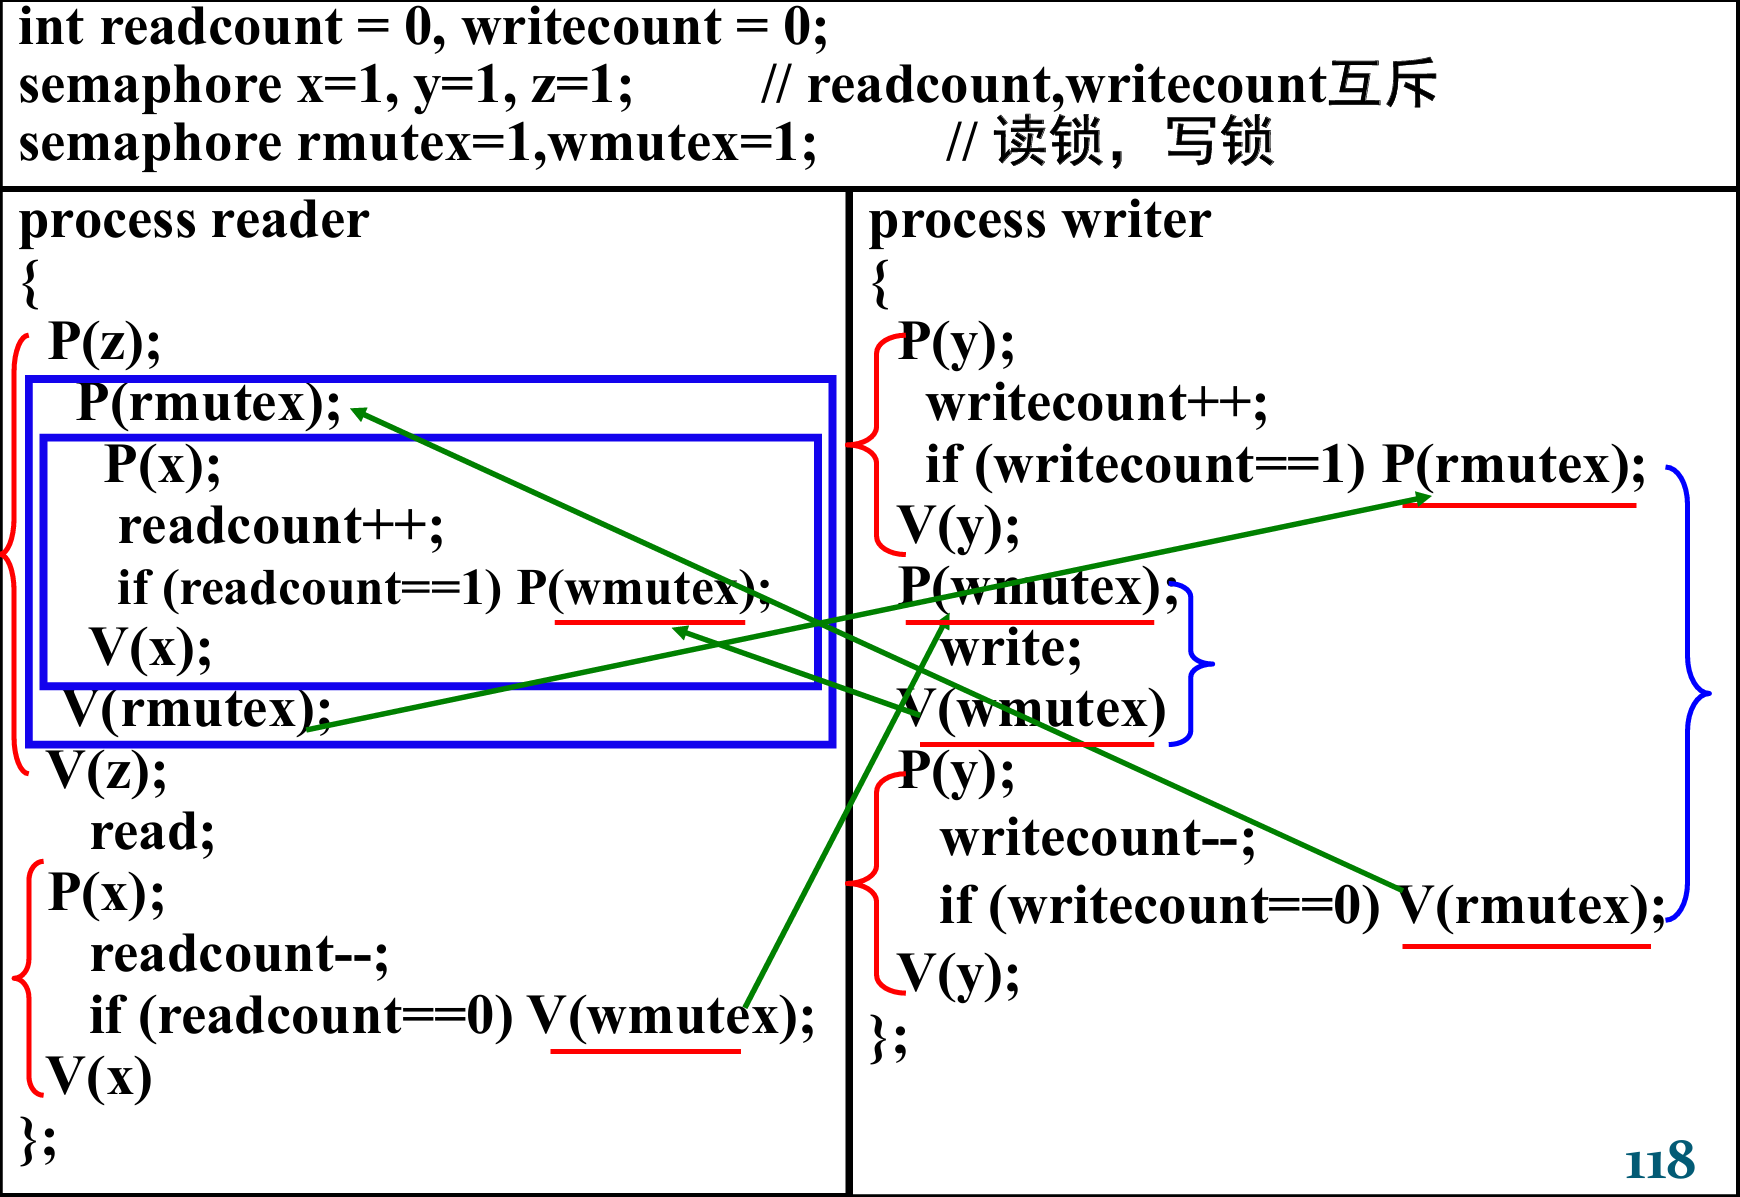 int readcount = 0, writecount = 0;
semaphore x=1, y=1, z=1; // readcount,writecount互斥
semaphore rmutex=1,wmutex=1; // 读锁，写锁
process reader
{
P(z);
P(rmutex);
P(x);
readcount++;
if (readcount==1) P(wmutex);
V(x);
V(rmutex);
V(z);
read;
P(x);
readcount--;
if (readcount==0) V(wmutex);
V(x)
};
process writer
{
P(y);
writecount++;
if (writecount==1) P(rmutex);
V(y);
P(wmutex);
write;
V(wmutex)
P(y);
writecount--;
if (writecount==0) V(rmutex);
V(y);
};
118